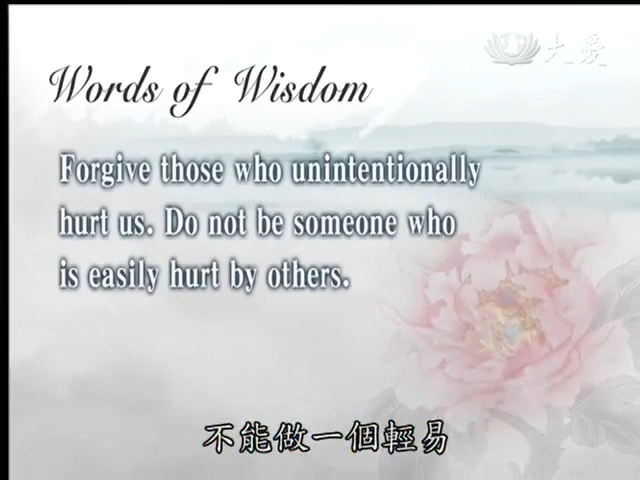 大愛
Words of Wisdom
Forgive those who unintentionally
hurt us. Do not be someone who
is easily hurt by others.
不能做一個輕易